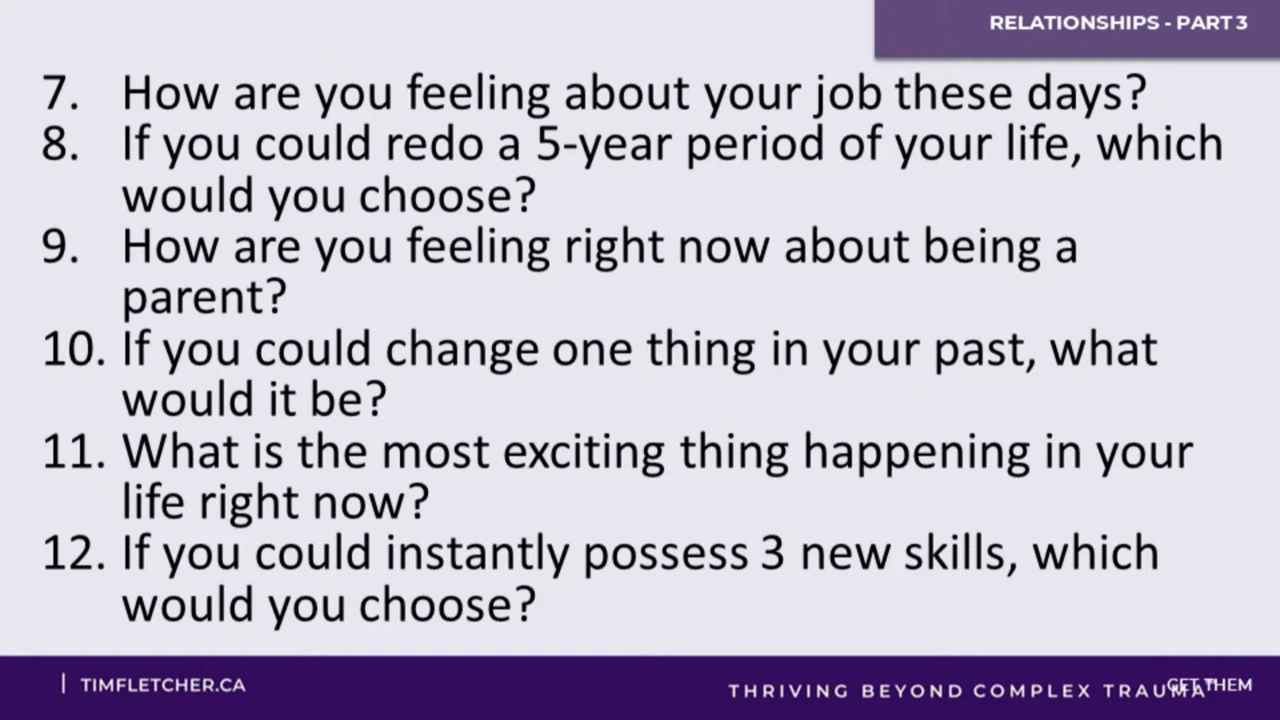 RELATIONSHIPS - PART 3
7. How are you feeling about your job these days?
8. If you could redo a 5-year period of your life, which
would you choose?
9. How are you feeling right now about being a
parent?
10. If you could change one thing in your past, what
would it be?
11. What is the most exciting thing happening in your
life right now?
12. If you could instantly possess 3 new skills, which
would you choose?
| TIMFLETCHER.CA
THRIVING BEYOND COMPLEX TRAUMA
GET THEM